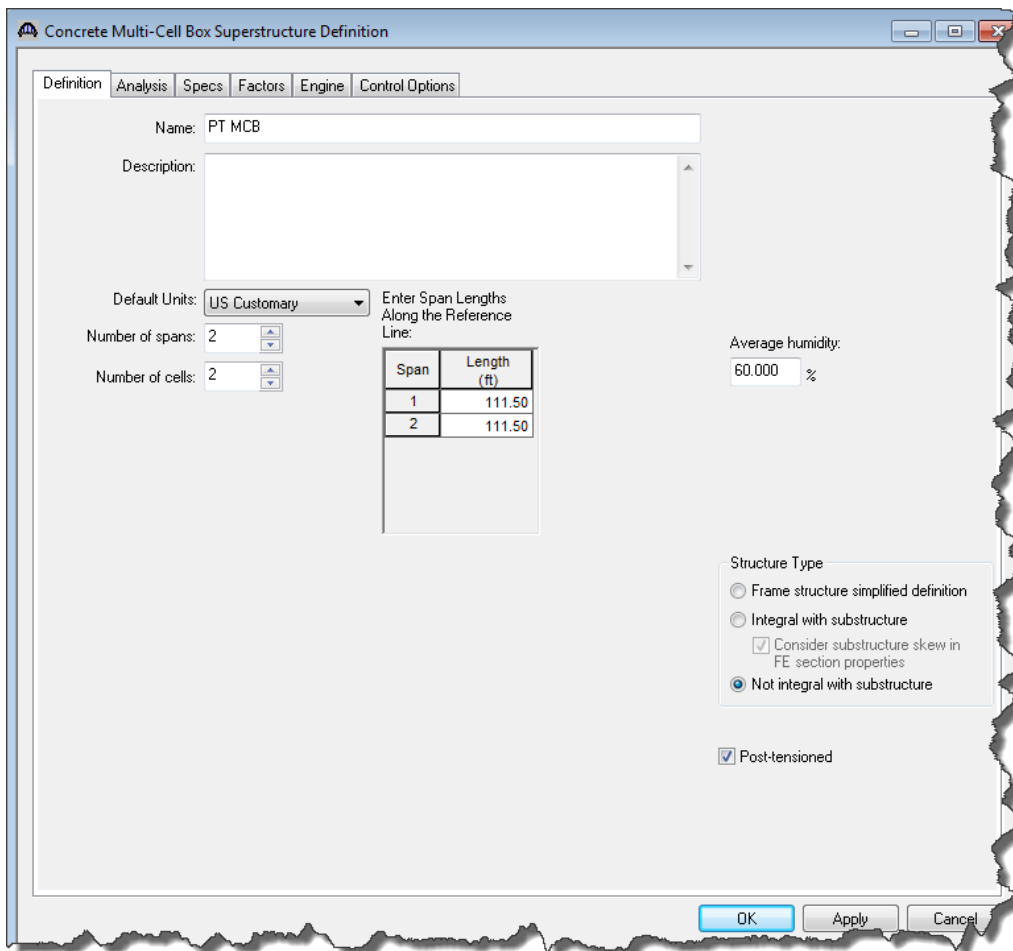 Concrete Multi-Cell Box Superstructure Definition
Definition Analysis Specs Factors Engine Control Options
Name: PT MCB
Description:
Default Units: US Customary
Number of spans: 2
Number of cells: 2
Enter Span Lengths
Along the Reference
Line:
Span Length
(ft)
1 111.50
2 111.50
Average humidity:
60.000 %
Structure Type
Frame structure simplified definition
Integral with substructure
Consider substructure skew in
FE section properties
Not integral with substructure
Post-tensioned
OK Apply Cancel